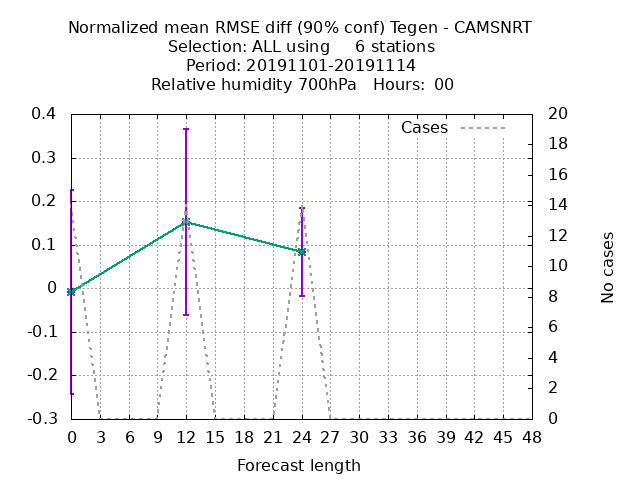 Normalized mean RMSE diff (90% conf) Tegen - CAMSNRT
Selection: ALL using     6 stations
Period: 20191101-20191114
Relative humidity 700hPa   Hours:  00
Cases
0.4
0.3
0.2
0.1
0
-0.1
-0.2
-0.3
20
18
16
14
12
10
8
6
4
2
0
No cases
0 3 6 9 12 15 18 21 24 27 30 33 36 39 42 45 48
Forecast length